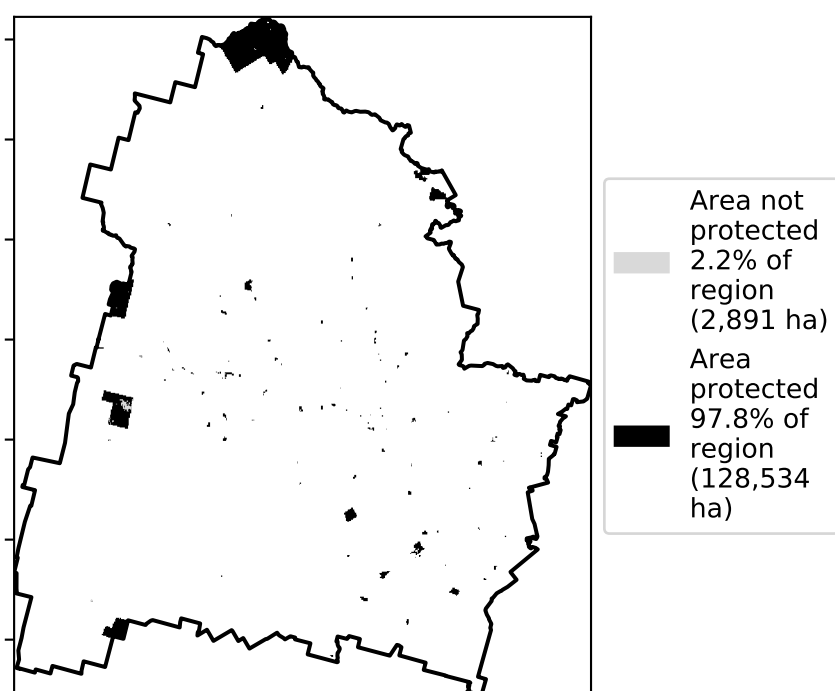 Area not
protected
2.2% of
region
(2,891 ha)
Area
protected
97.8% of
region
(128,534
ha)